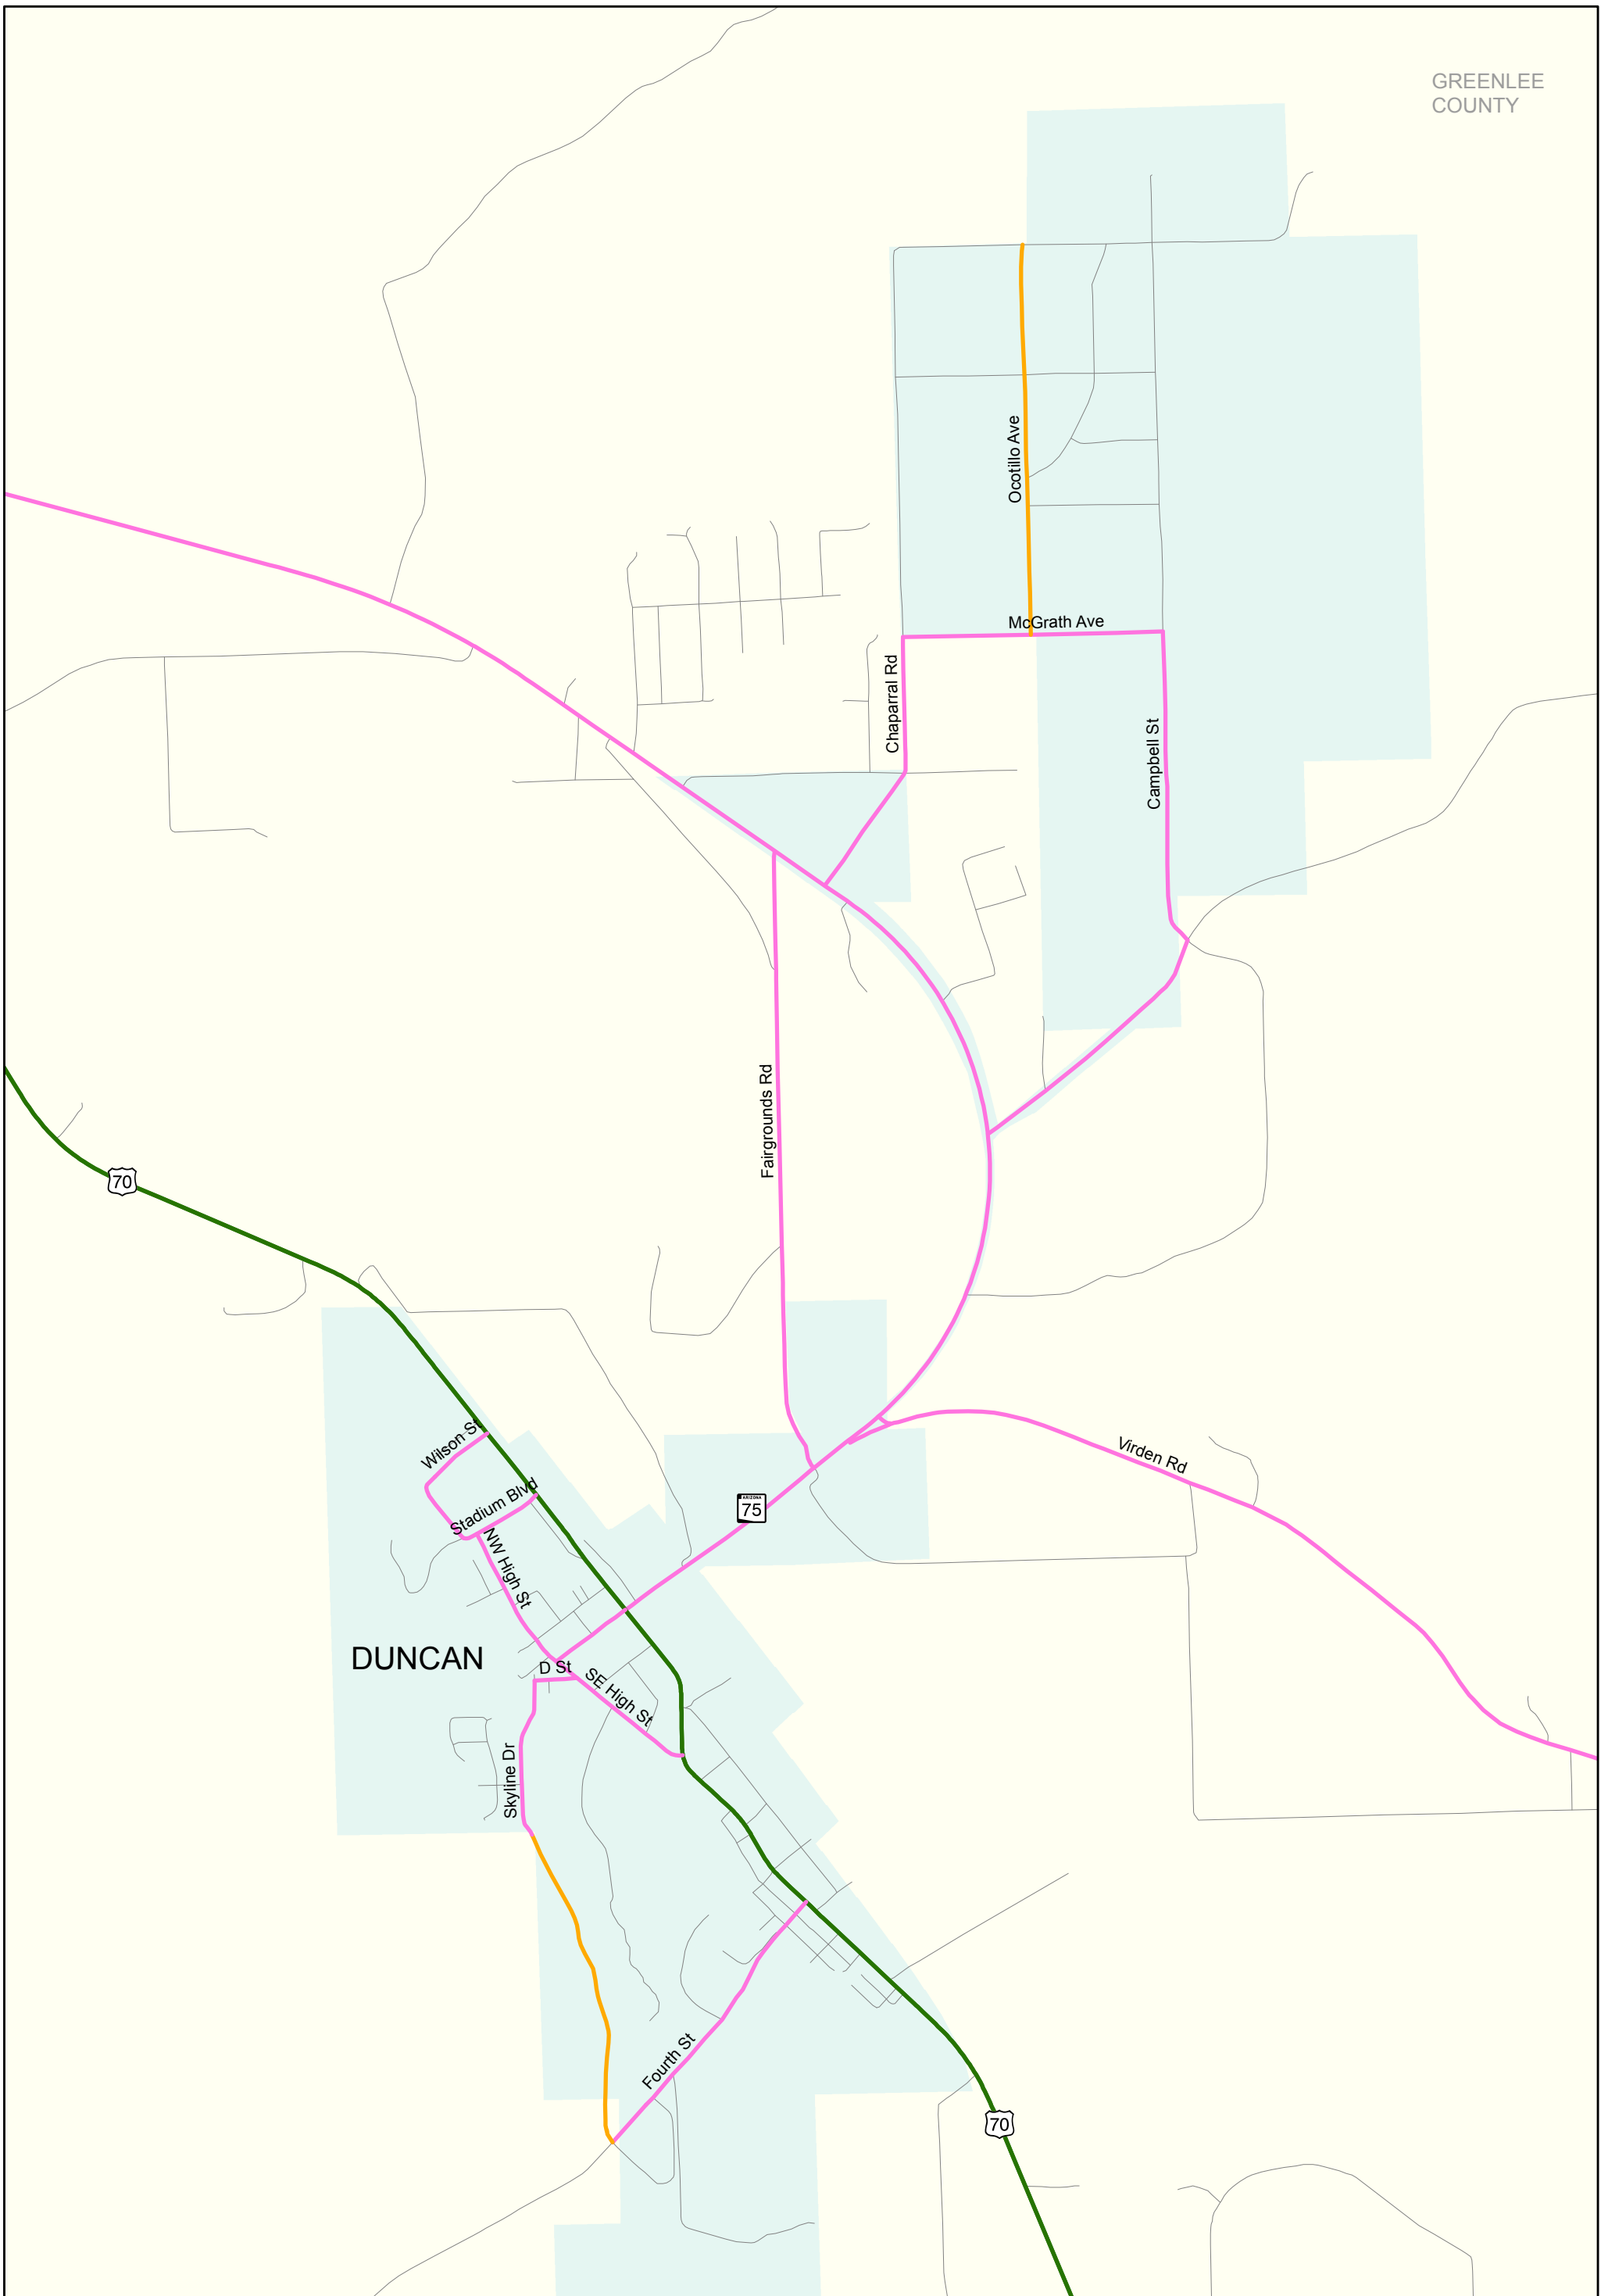 GREENLEE
COUNTY
Ocotillo Ave
McGrath Ave
Chaparral Rd
Campbell St
Fairgrounds Rd
70
Wilson St
Virden Rd
Stadium Blvd
ARIZONA
75
NW High St
DUNCAN
D St
SE High St
Skyline Dr
Fourth St
70